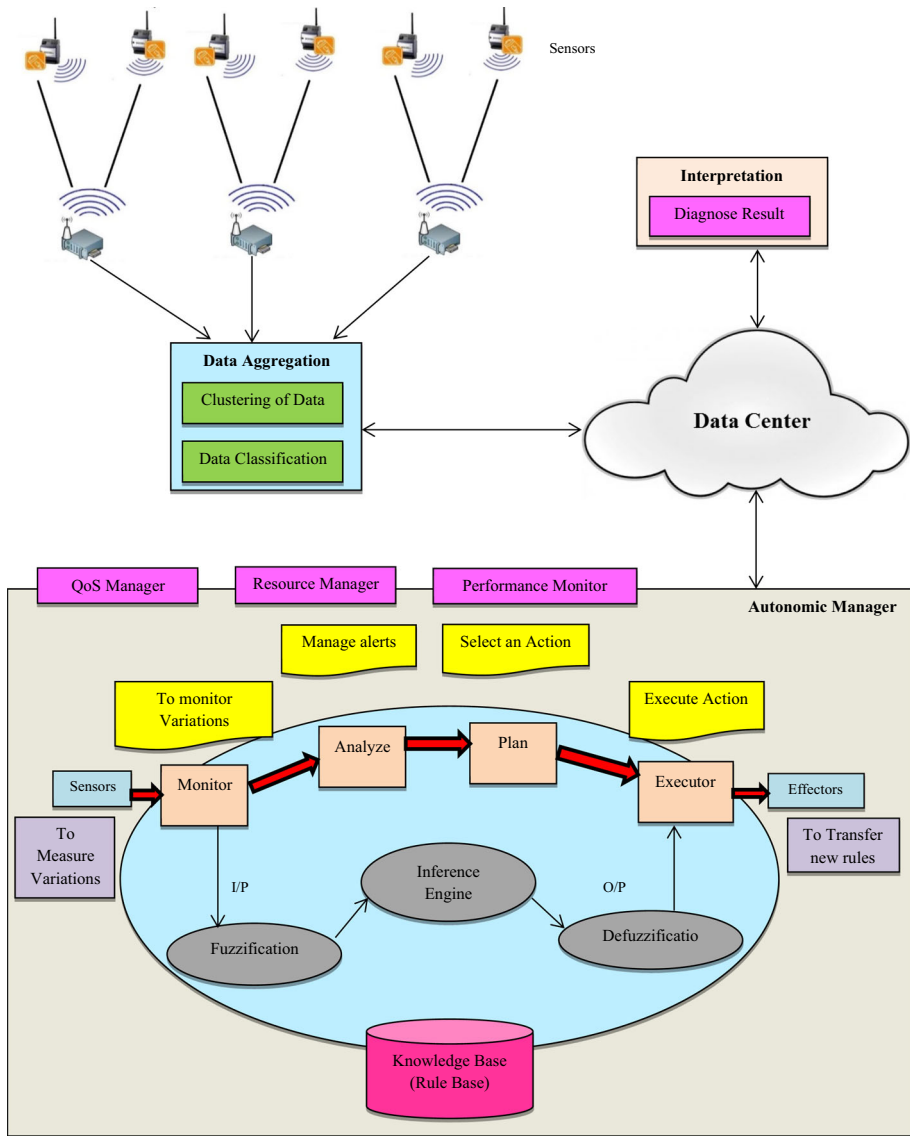 Sensors
Interpretation
Diagnose Result
Data Aggregation
Clustering of Data
Data Classification
Data Center
QoS Manager
Resource Manager
Performance Monitor
Autonomic Manager
Manage alerts
Select an Action
To monitor
Variations
Execute Action
Analyze
Plan
Sensors
Monitor
Executor
Effectors
To
Measure
Variations
To Transfer
new rules
I/P
Inference
Engine
O/P
Fuzzification
Defuzzificatio
Knowledge Base
(Rule Base)